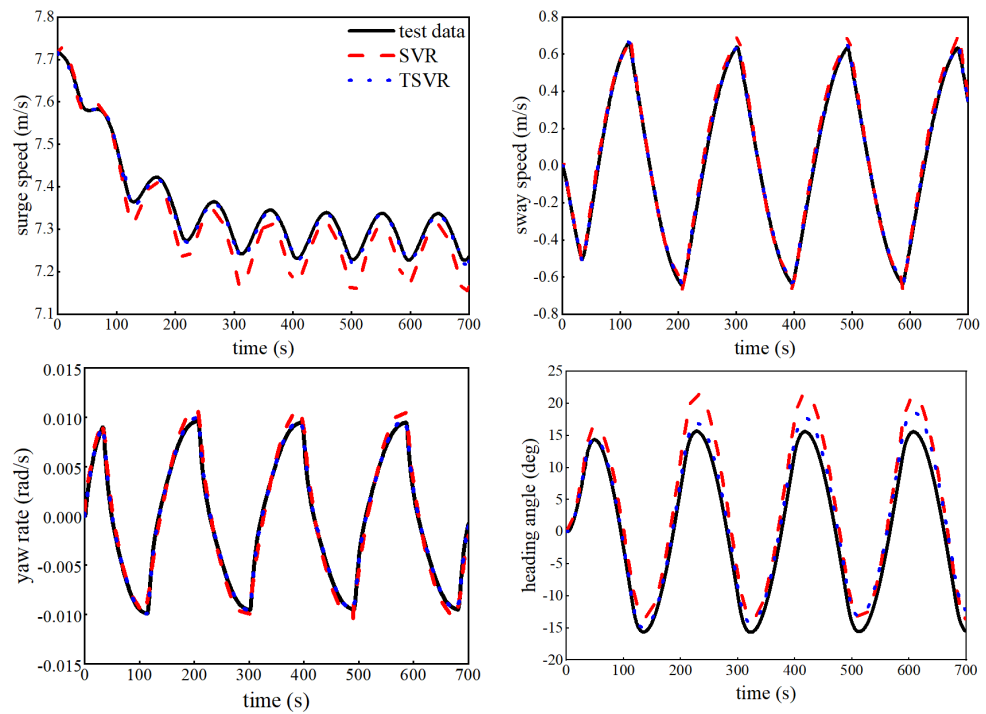 7.8
7.7
7.6
7.5
7.4
7.3
7.2
7.1
surge speed (m/s)
test data
SVR
TSVR
0 100 200 300 400 500 600 700
time (s)
0.8
0.6
0.4
0.2
0.0
-0.2
-0.4
-0.6
-0.8
sway speed (m/s)
0 100 200 300 400 500 600 700
time (s)
0.015
0.010
0.005
0.000
-0.005
-0.010
-0.015
yaw rate (rad/s)
0 100 200 300 400 500 600 700
time (s)
25
20
15
10
5
0
-5
-10
-15
-20
heading angle (deg)
0 100 200 300 400 500 600 700
time (s)